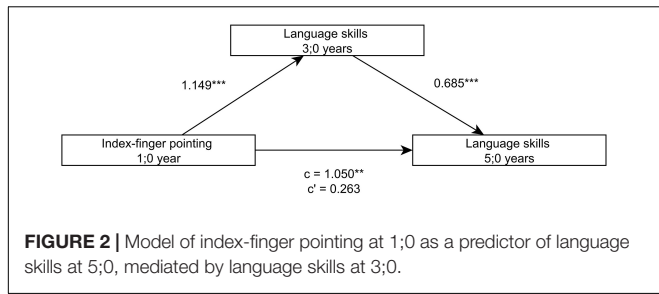 Language skills
3;0 years
1.149***
0.685***
Index-finger pointing
1;0 year
Language skills
5;0 years
c = 1.050**
c' = 0.263
FIGURE 2 | Model of index-finger pointing at 1;0 as a predictor of language
skills at 5;0, mediated by language skills at 3;0.